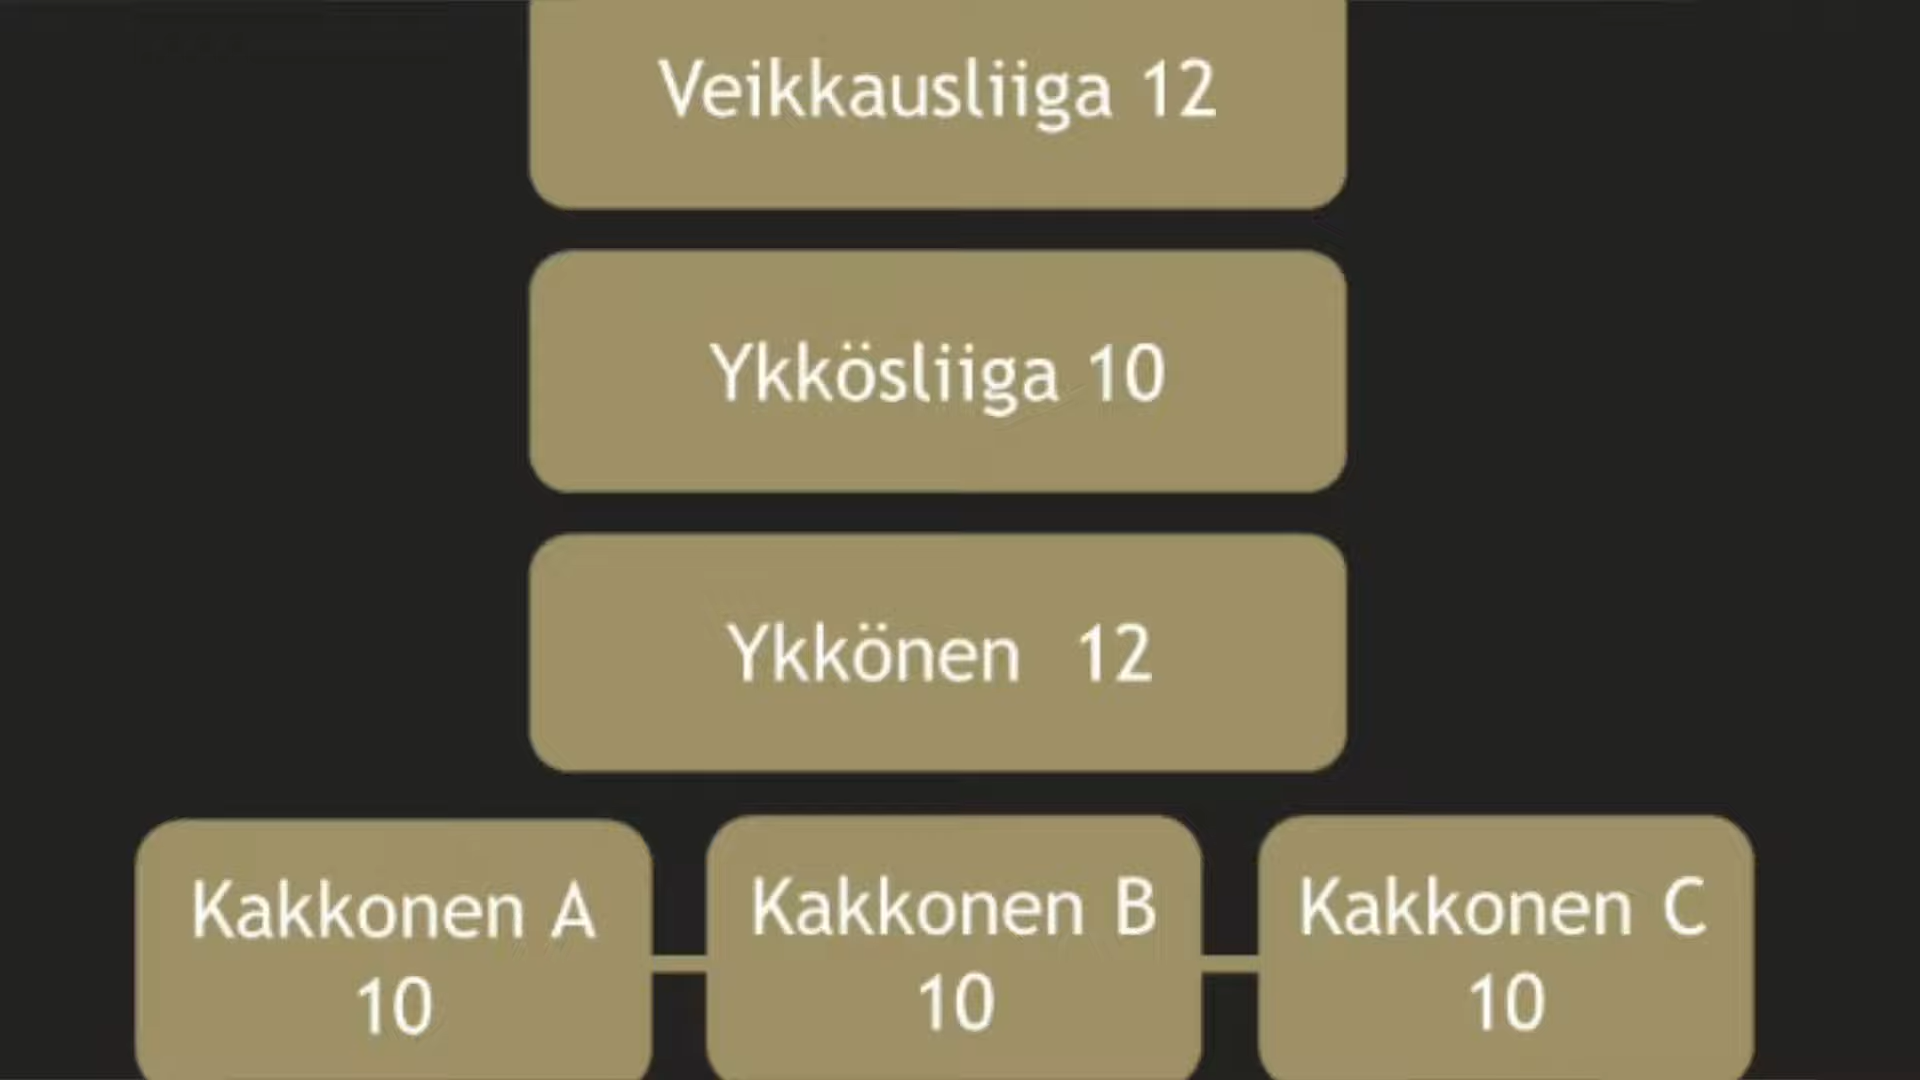 Veikkausliiga 12
Ykkösliiga 10
Ykkönen 12
Kakkonen A
10
Kakkonen B
10
Kakkonen C
10